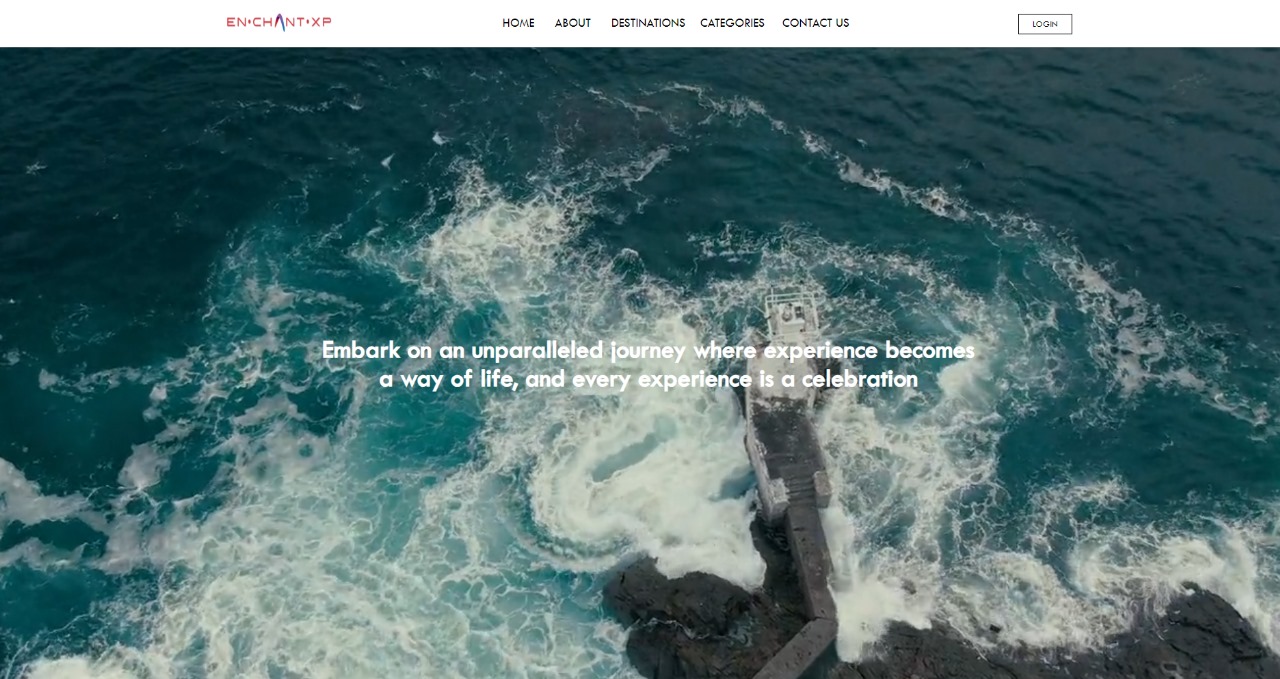 EN•CHANT•XP
HOME
ABOUT
DESTINATIONS
CATEGORIES
CONTACT US
LOGIN
Embark on an unparalleled journey where experience becomes
a way of life, and every experience is a celebration